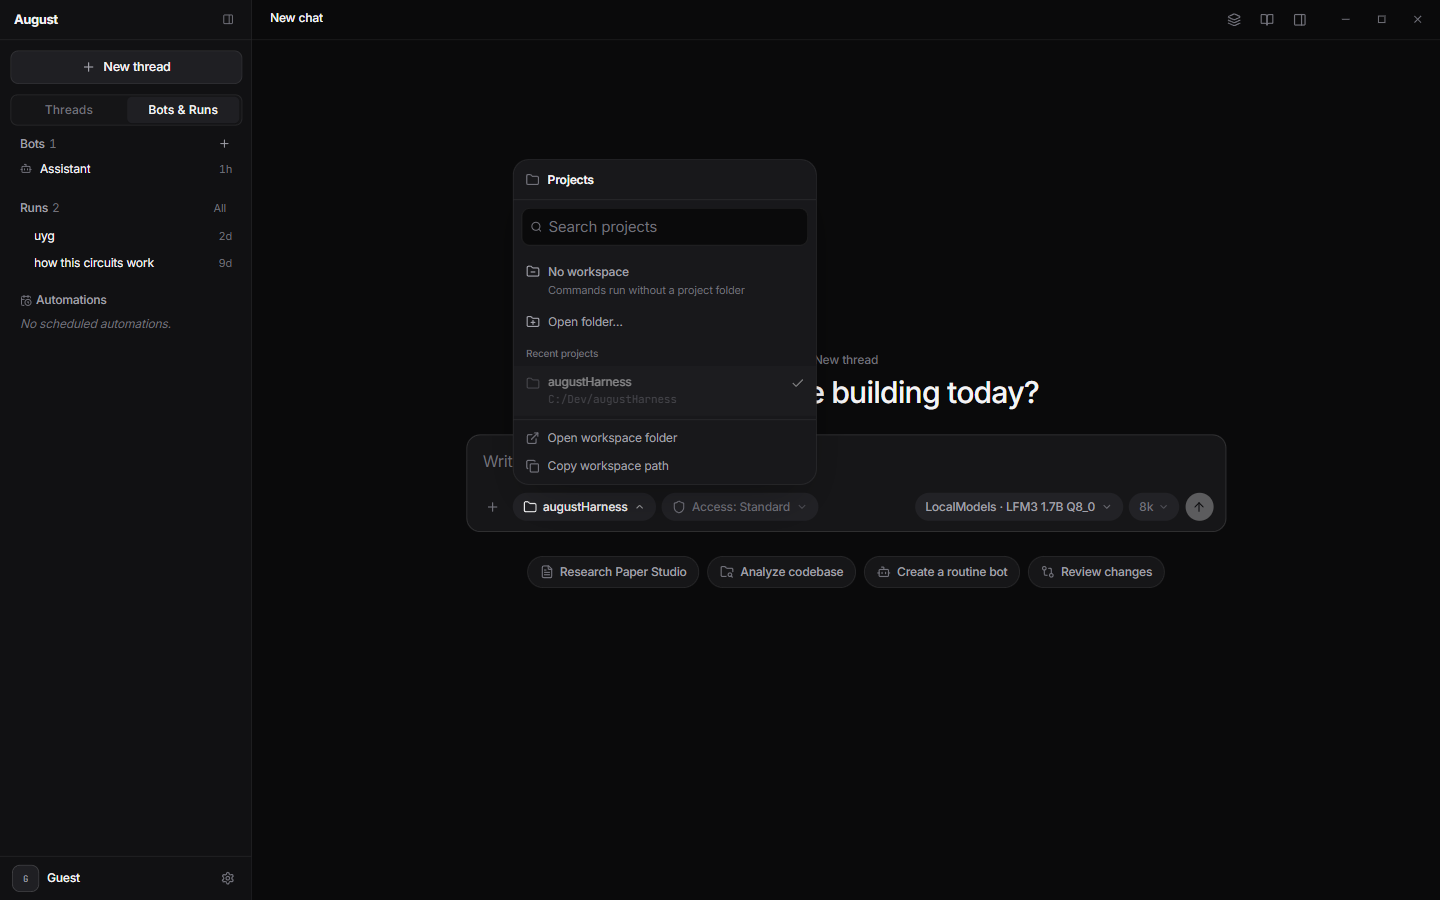 August
New chat
New thread
Threads
Bots & Runs
Bots 1
Assistant
1h
Runs 2
All
uyg
2d
how this circuits work
9d
Automations
No scheduled automations.
Projects
Search projects
No workspace
Commands run without a project folder
Open folder...
Recent projects
augustHarness
C:/Dev/augustHarness
Open workspace folder
Copy workspace path
New thread
e building today?
Writ
augustHarness
Access: Standard
LocalModels · LFM3 1.7B Q8_0
8k
Research Paper Studio
Analyze codebase
Create a routine bot
Review changes
G
Guest